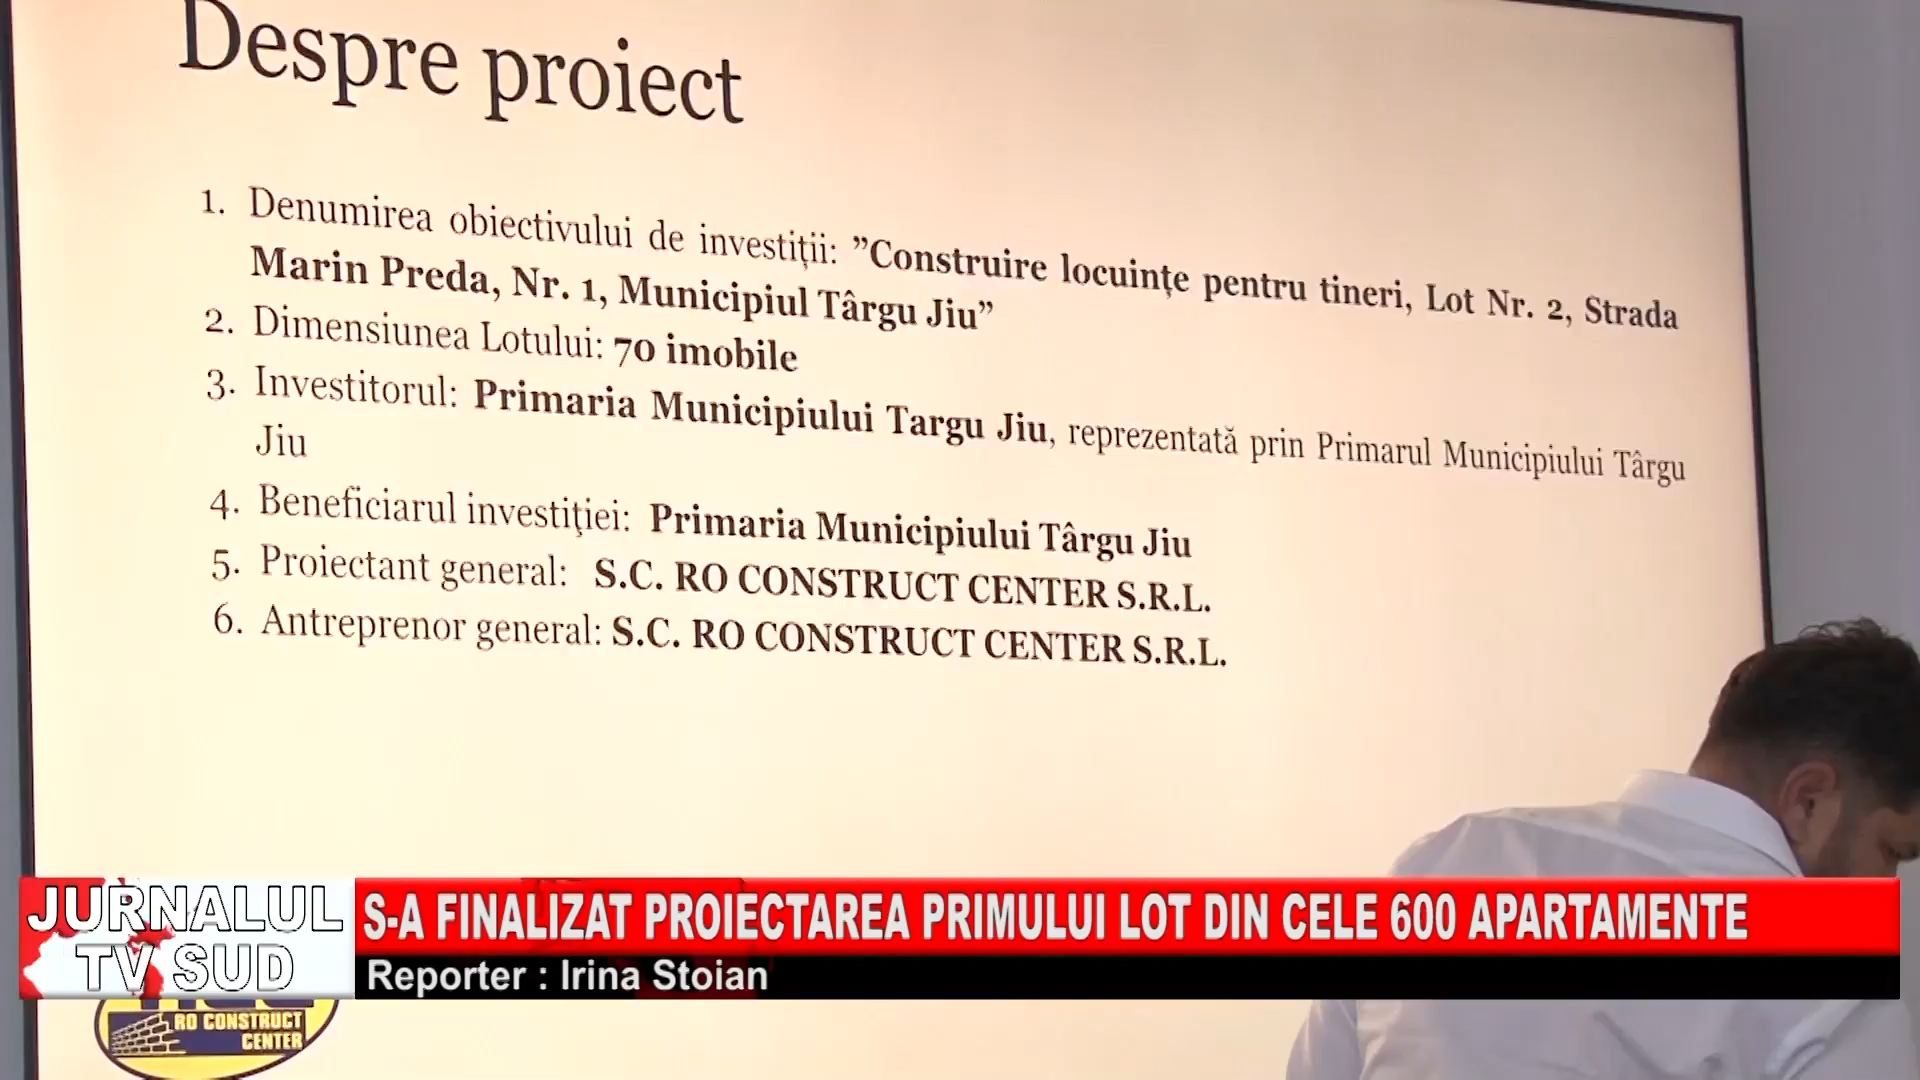 Despre proiect
1. Denumirea obiectivului de investiții: ”Construire locuințe pentru tineri, Lot Nr. 2, Strada
Marin Preda, Nr. 1, Municipiul Târgu Jiu”
2. Dimensiunea Lotului: 70 imobile
3. Investitorul: Primaria Municipiului Targu Jiu, reprezentată prin Primarul Municipiului Târgu
Jiu
4. Beneficiarul investiţiei: Primaria Municipiului Târgu Jiu
5. Proiectant general: S.C. RO CONSTRUCT CENTER S.R.L.
6. Antreprenor general: S.C. RO CONSTRUCT CENTER S.R.L.
JURNALUL
TV SUD
S-A FINALIZAT PROIECTAREA PRIMULUI LOT DIN CELE 600 APARTAMENTE
Reporter : Irina Stoian
RO CONSTRUCT
CENTER